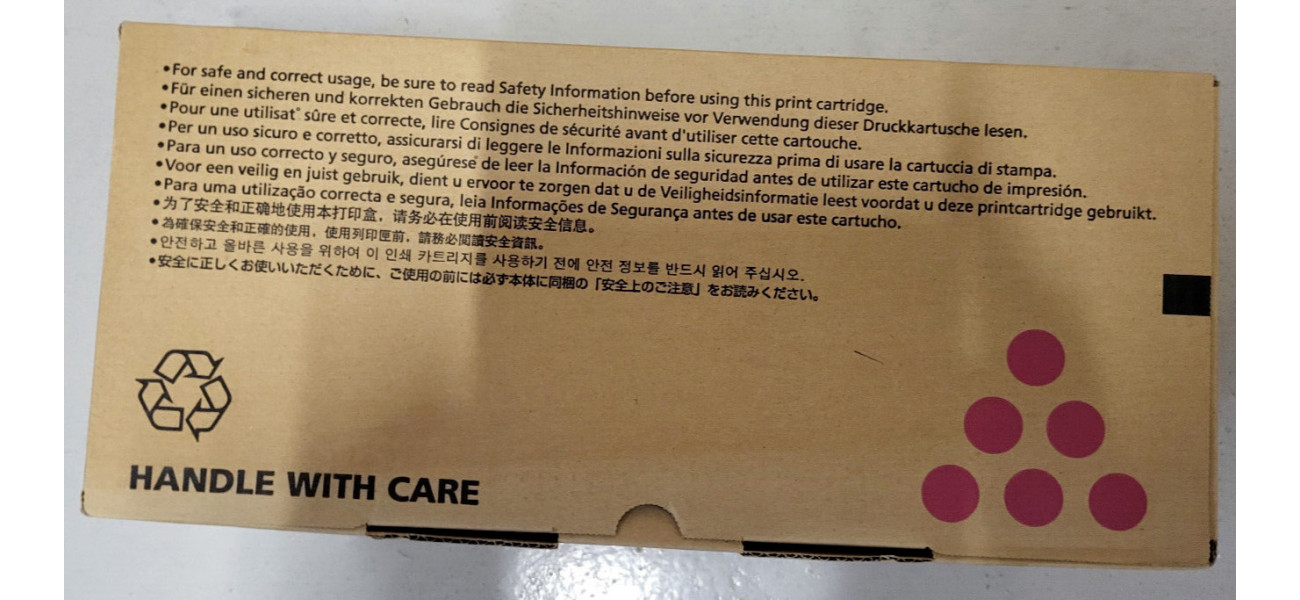 •For safe and correct usage, be sure to read Safety Information before using this print cartridge.
•Für einen sicheren und korrekten Gebrauch die Sicherheitshinweise vor Verwendung dieser Druckkartusche lesen.
•Pour une utilisat˚ sûre et correcte, lire Consignes de sécurité avant d'utiliser cette cartouche.
•Per un uso sicuro e corretto, assicurarsi di leggere le Informazioni sulla sicurezza prima di usare la cartuccia di stampa.
•Para un uso correcto y seguro, asegúrese de leer la Información de seguridad antes de utilizar este cartucho de impresión.
•Voor een veilig en juist gebruik, dient u ervoor te zorgen dat u de Veiligheidsinformatie leest voordat u deze printcartridge gebruikt.
•Para uma utilização correcta e segura, leia Informações de Segurança antes de usar este cartucho.
•为了安全和正确地使用本打印盒，请务必在使用前阅读安全信息。
•為確保安全和正確的使用，使用列印匣前，請務必閱讀安全資訊。
•안전하고 올바른 사용을 위하여 이 인쇄 카트리지를 사용하기 전에 안전 정보를 반드시 읽어 주십시오.
•安全に正しくお使いいただくために、ご使用の前には必ず本体に同梱の「安全上のご注意」をお読みください。
HANDLE WITH CARE